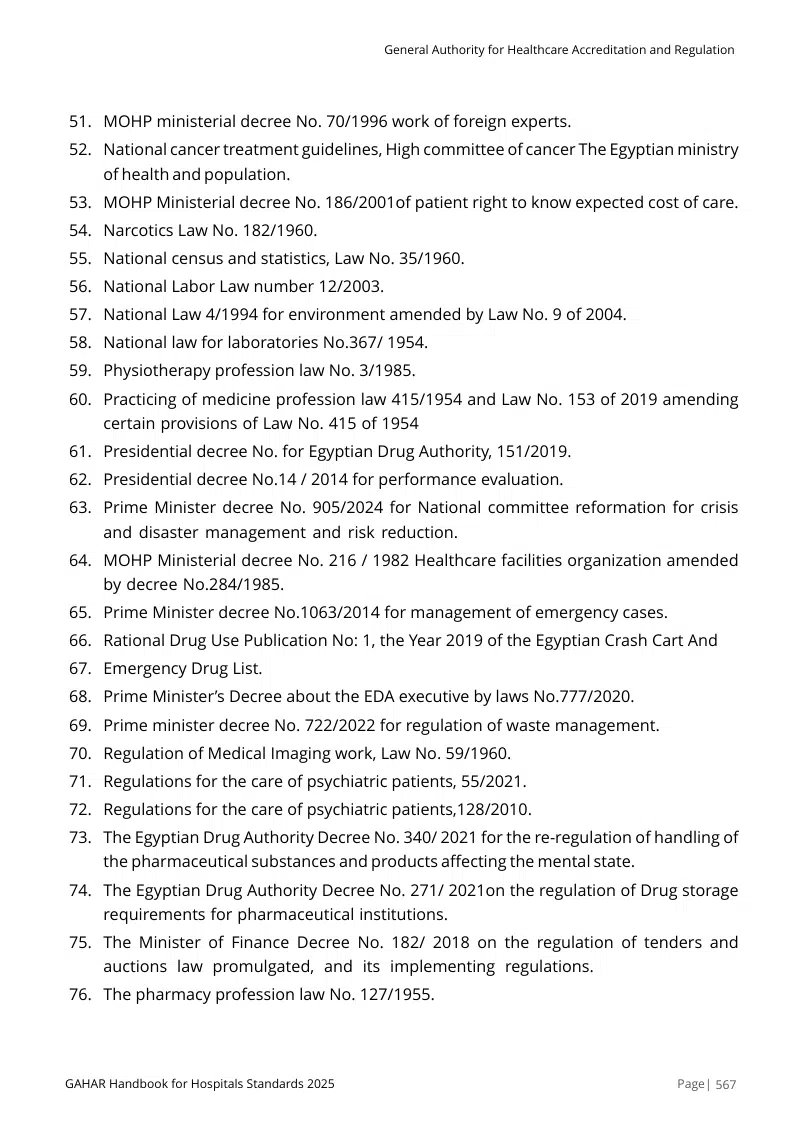 General Authority for Healthcare Accreditation and Regulation
51. MOHP ministerial decree No. 70/1996 work of foreign experts.
52. National cancer treatment guidelines, High committee of cancer The Egyptian ministry
of health and population.
53. MOHP Ministerial decree No. 186/2001of patient right to know expected cost of care.
54. Narcotics Law No. 182/1960.
55. National census and statistics, Law No. 35/1960.
56. National Labor Law number 12/2003.
57. National Law 4/1994 for environment amended by Law No. 9 of 2004.
58. National law for laboratories No.367/ 1954.
59. Physiotherapy profession law No. 3/1985.
60. Practicing of medicine profession law 415/1954 and Law No. 153 of 2019 amending
certain provisions of Law No. 415 of 1954
61. Presidential decree No. for Egyptian Drug Authority, 151/2019.
62. Presidential decree No.14 / 2014 for performance evaluation.
63. Prime Minister decree No. 905/2024 for National committee reformation for crisis
and disaster management and risk reduction.
64. MOHP Ministerial decree No. 216 / 1982 Healthcare facilities organization amended
by decree No.284/1985.
65. Prime Minister decree No.1063/2014 for management of emergency cases.
66. Rational Drug Use Publication No: 1, the Year 2019 of the Egyptian Crash Cart And
67. Emergency Drug List.
68. Prime Minister’s Decree about the EDA executive by laws No.777/2020.
69. Prime minister decree No. 722/2022 for regulation of waste management.
70. Regulation of Medical Imaging work, Law No. 59/1960.
71. Regulations for the care of psychiatric patients, 55/2021.
72. Regulations for the care of psychiatric patients,128/2010.
73. The Egyptian Drug Authority Decree No. 340/ 2021 for the re-regulation of handling of
the pharmaceutical substances and products affecting the mental state.
74. The Egyptian Drug Authority Decree No. 271/ 2021on the regulation of Drug storage
requirements for pharmaceutical institutions.
75. The Minister of Finance Decree No. 182/ 2018 on the regulation of tenders and
auctions law promulgated, and its implementing regulations.
76. The pharmacy profession law No. 127/1955.
GAHAR Handbook for Hospitals Standards 2025
Page| 567